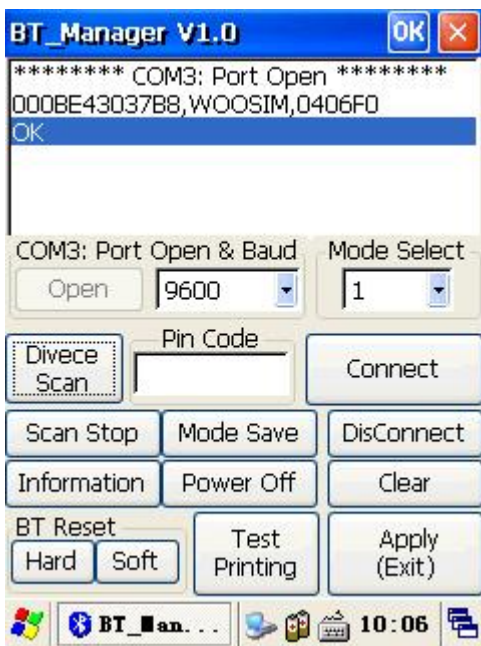 BT_Manager V1.0 OK
******** COM3: Port Open ********
000BE43037B8,WOOSIM,0406F0
OK
COM3: Port Open & Baud
Mode Select
Open
9600
1
Divece
Scan
Pin Code
Connect
Scan Stop
Mode Save
DisConnect
Information
Power Off
Clear
BT Reset
Hard
Soft
Test
Printing
Apply
(Exit)
BT_Man...
10:06